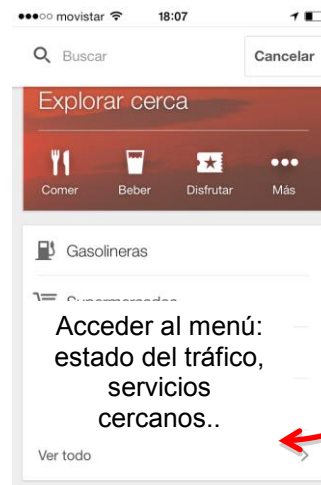 movistar 18:07
Buscar Cancelar
Explorar cerca
Comer Beber Disfrutar Más
Gasolineras
Supermercados
Acceder al menú:
estado del tráfico,
servicios
cercanos..
Ver todo